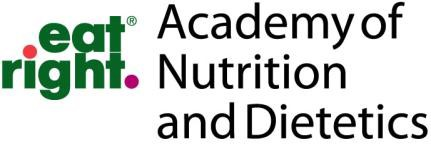 eat®
right.
Academy of
Nutrition
and Dietetics